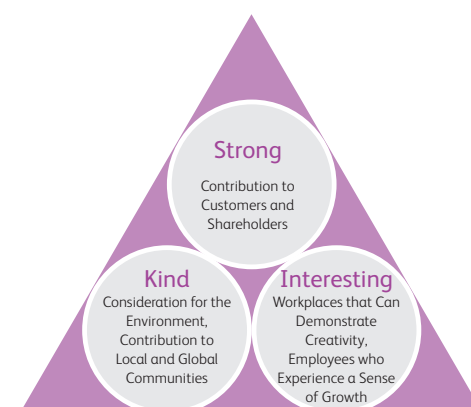 Strong
Contribution to
Customers and
Shareholders
Kind
Consideration for the
Environment,
Contribution to
Local and Global
Communities
Interesting
Workplaces that Can
Demonstrate
Creativity,
Employees who
Experience a Sense
of Growth